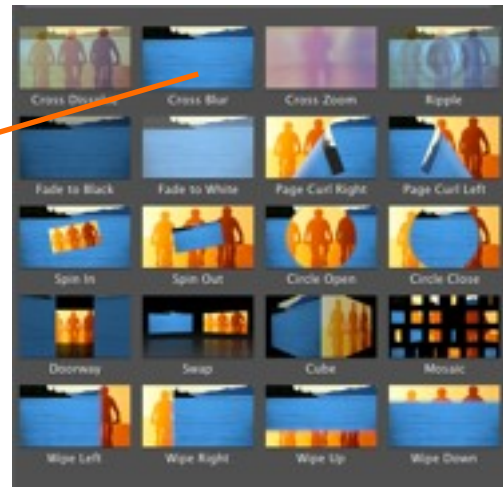 Cross Dissolve Cross Blur Cross Zoom Ripple
Fade to Black Fade to White Page Curl Right Page Curl Left
Spin In Spin Out Circle Open Circle Close
Doorway Swap Cube Mosaic
Wipe Left Wipe Right Wipe Up Wipe Down